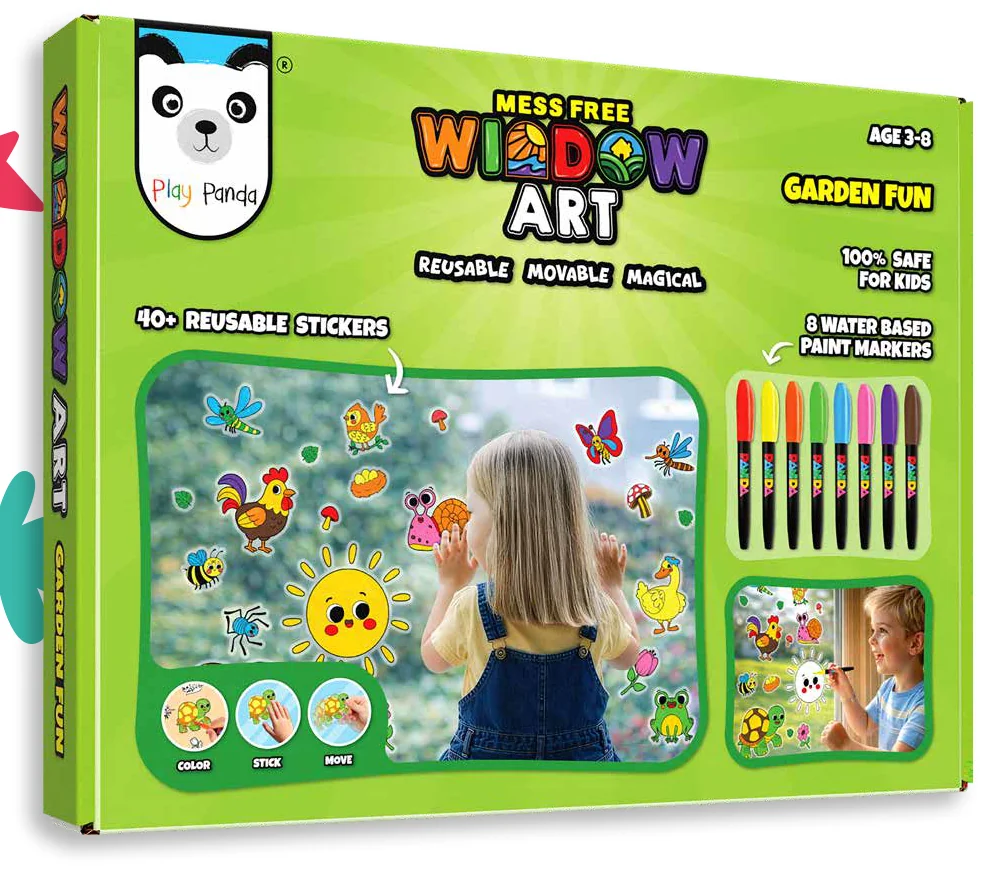 Play Panda
®
MESS FREE
WINDOW
ART
REUSABLE MOVABLE MAGICAL
AGE 3-8
GARDEN FUN
100% SAFE
FOR KIDS
8 WATER BASED
PAINT MARKERS
40+ REUSABLE STICKERS
PANDA
PANDA
PANDA
PANDA
PANDA
PANDA
PANDA
PANDA
COLOR
STICK
MOVE
WINDOW ART GARDEN FUN